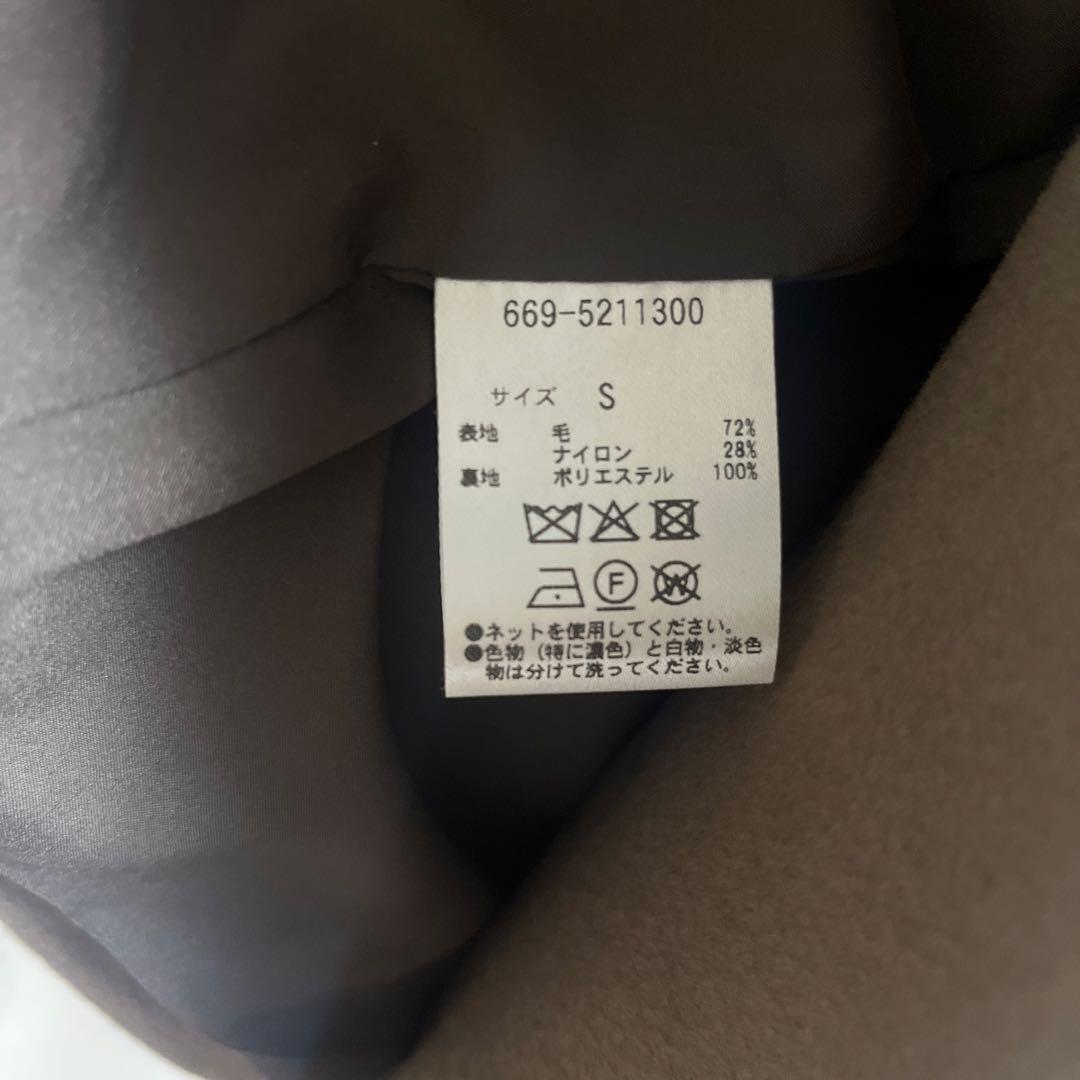 669-5211300
サイズ S
表地 毛 72%
ナイロン 28%
裏地 ポリエステル 100%
F W
●ネットを使用してください。
●色物（特に濃色）と白物・淡色
物は分けて洗ってください。